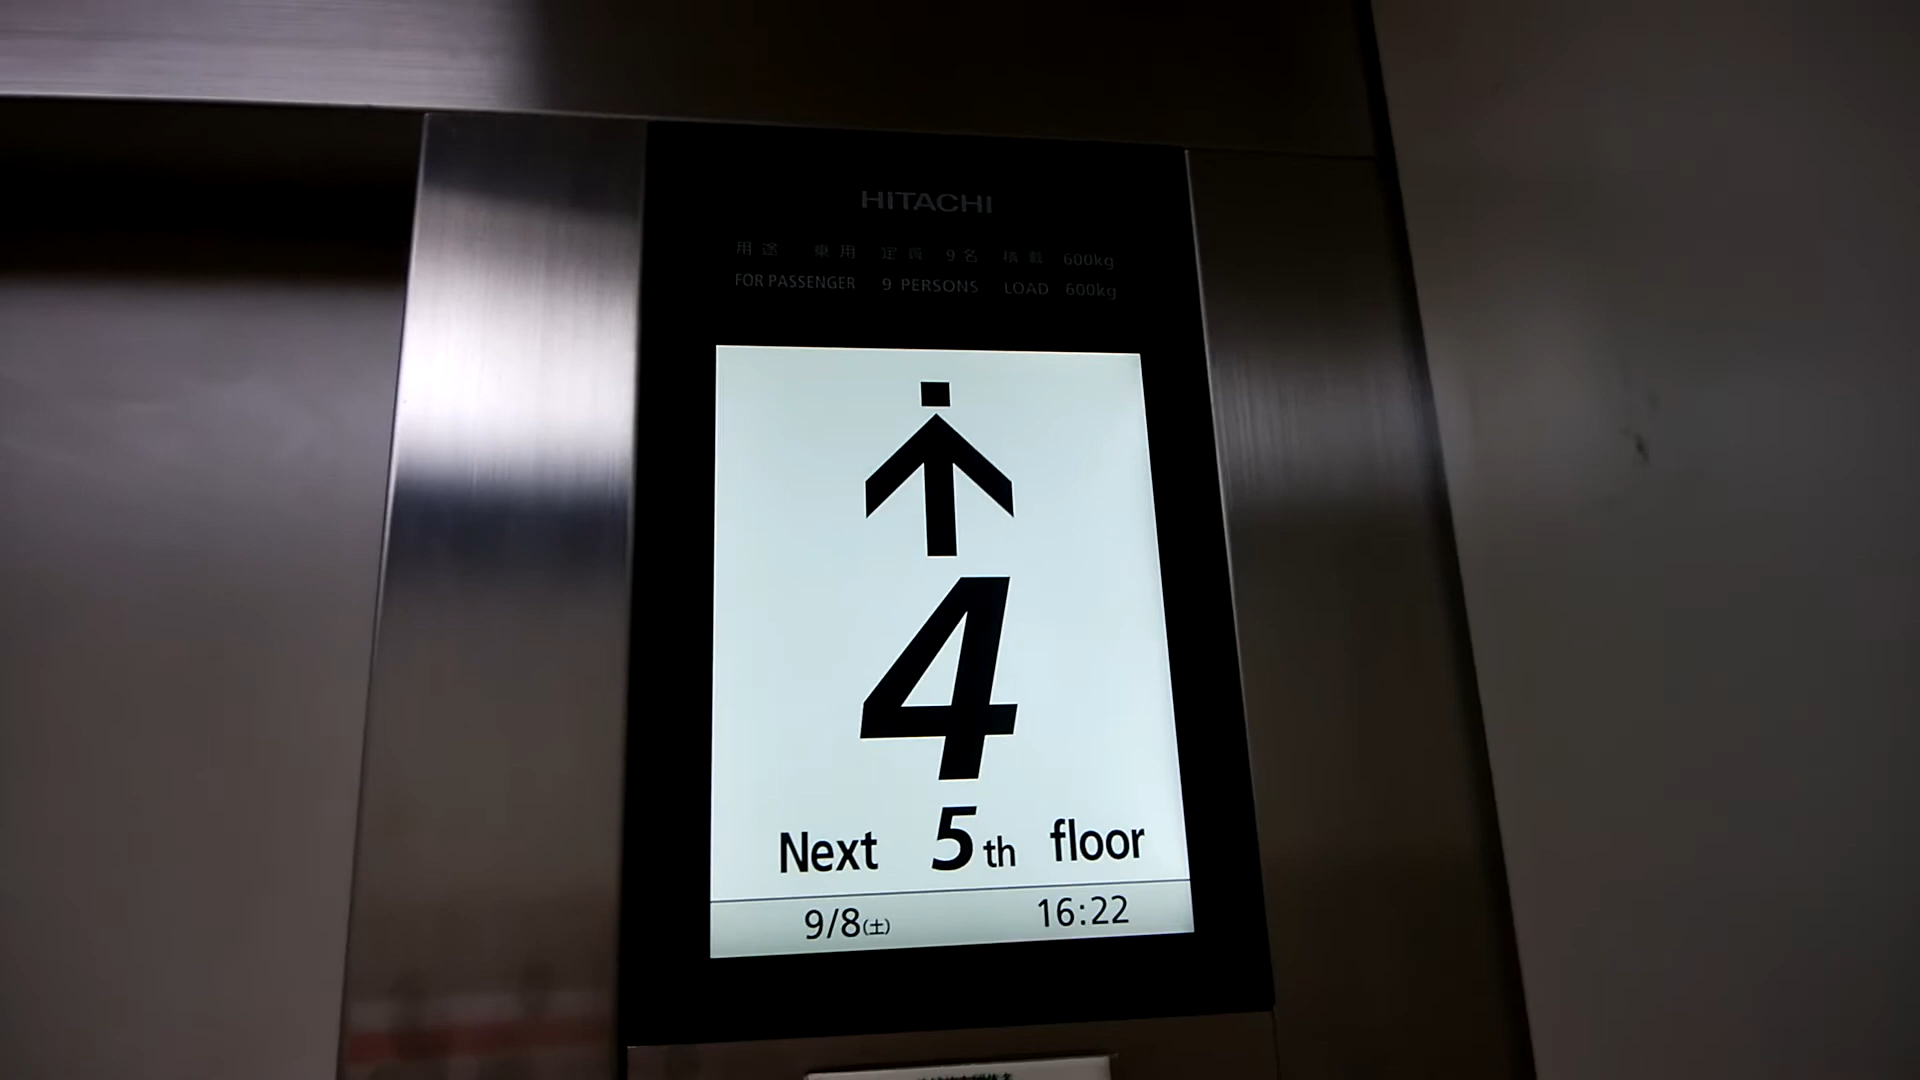 HITACHI
用途 乗用 定員 9名 積載 600kg
FOR PASSENGER 9 PERSONS LOAD 600kg
4
Next 5th floor
9/8(土) 16:22